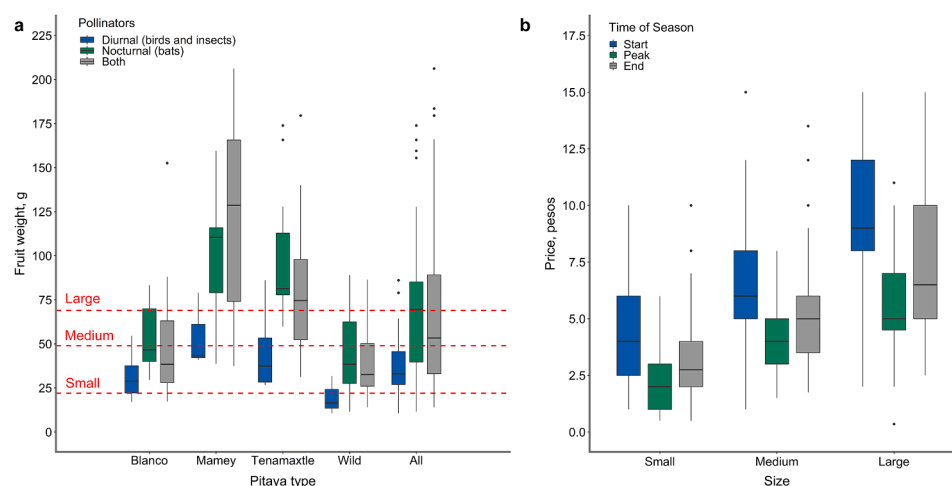 a
Pollinators
Diurnal (birds and insects)
Nocturnal (bats)
Both
225
200
175
150
125
100
75
50
25
0
Fruit weight, g
Large
Medium
Small
Blanco Mamey Tenamaxtle Wild All
Pitaya type
b
Time of Season
Start
Peak
End
17.5
15.0
12.5
10.0
7.5
5.0
2.5
0.0
Price, pesos
Small Medium Large
Size